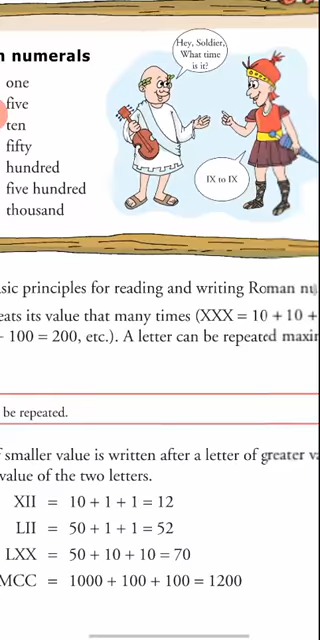 numerals
Hey, Soldier,
What time
is it?
one
five
ten
fifty
hundred
five hundred
thousand
IX to IX
principles for reading and writing Roman
its value that many times (XXX = 10 + 10 +
100 = 200, etc.). A letter can be repeated
be repeated.
smaller value is written after a letter of greater
value of the two letters.
XII = 10 + 1 + 1 = 12
LII = 50 + 1 + 1 = 52
LXX = 50 + 10 + 10 = 70
MCC = 1000 + 100 + 100 = 1200